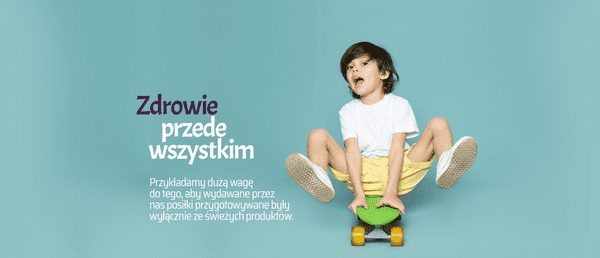 Zdrowie
przede
wszystkim
Przykładamy dużą wagę
do tego, aby wydawane przez
nas posiłki przygotowywane były
wyłącznie ze świeżych produktów.